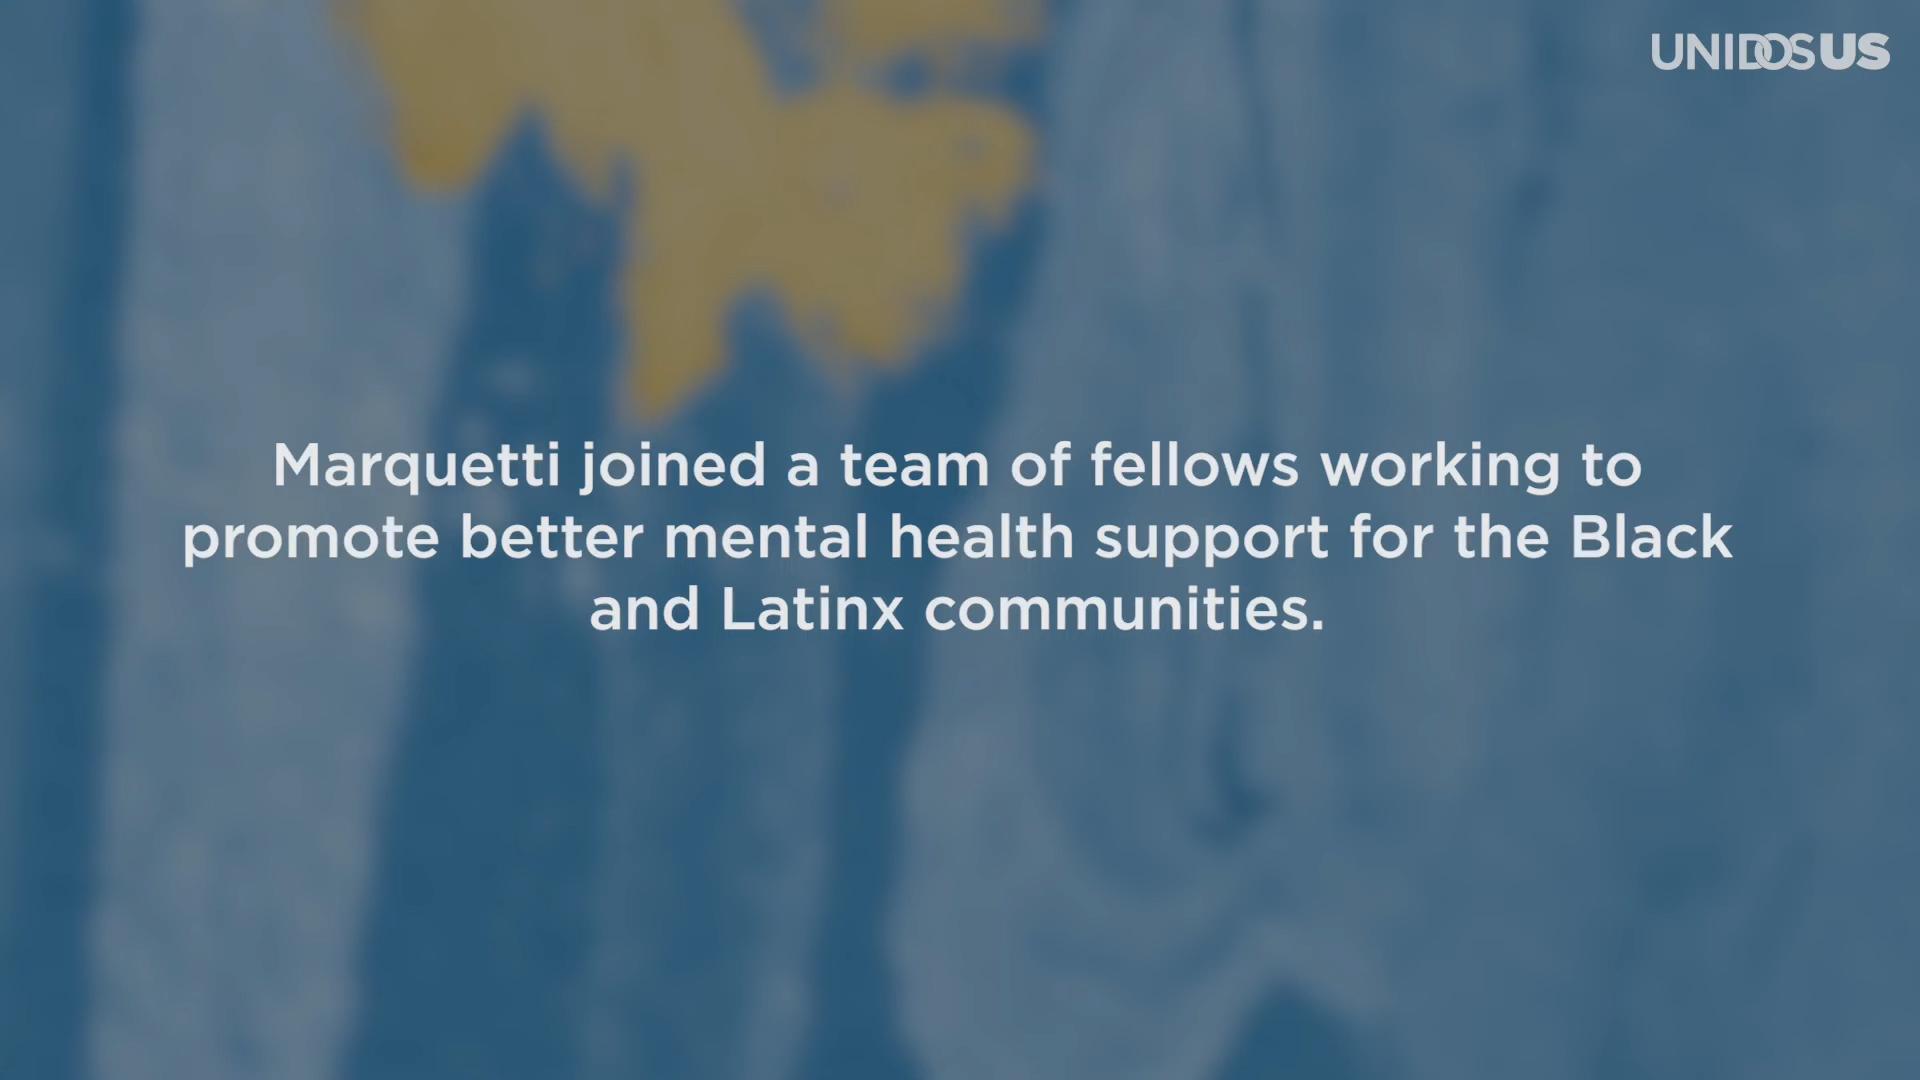 UNIDOSUS
Marquetti joined a team of fellows working to
promote better mental health support for the Black
and Latinx communities.